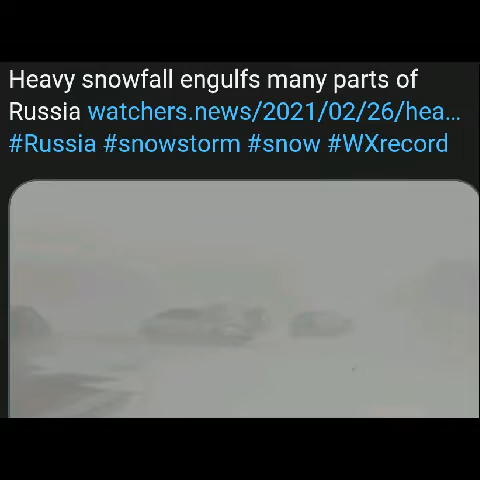 Heavy snowfall engulfs many parts of
Russia watchers.news/2021/02/26/hea...
#Russia #snowstorm #snow #WXrecord